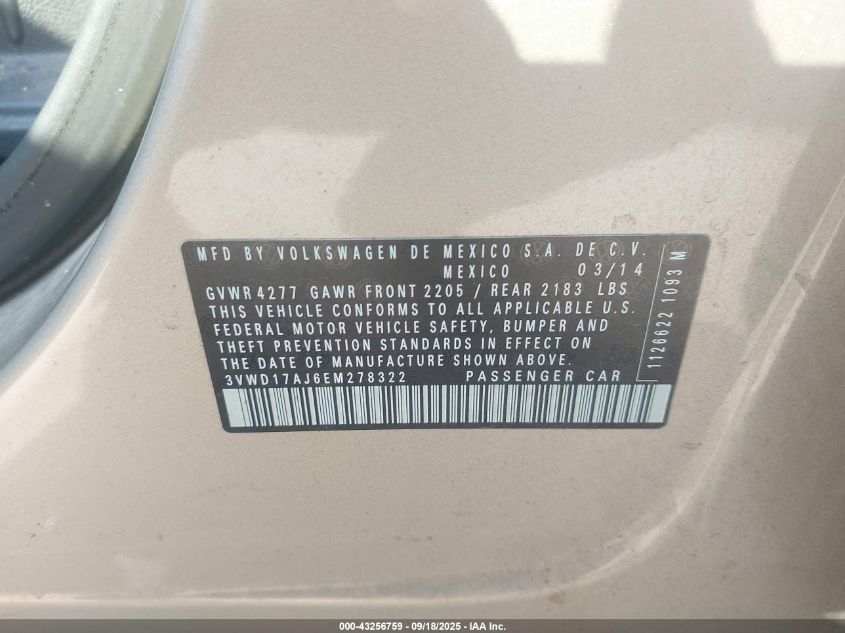 MFD BY VOLKSWAGEN DE MEXICO S.A. DE C.V.
MEXICO 03/14
GVWR 4277 GAWR FRONT 2205 / REAR 2183 LBS
THIS VEHICLE CONFORMS TO ALL APPLICABLE U.S.
FEDERAL MOTOR VEHICLE SAFETY, BUMPER AND
THEFT PREVENTION STANDARDS IN EFFECT ON
THE DATE OF MANUFACTURE SHOWN ABOVE.
3VWD17AJ6EM278322 PASSENGER CAR
1126622 1093 M
000-43256759 - 09/18/2025 - IAA Inc.